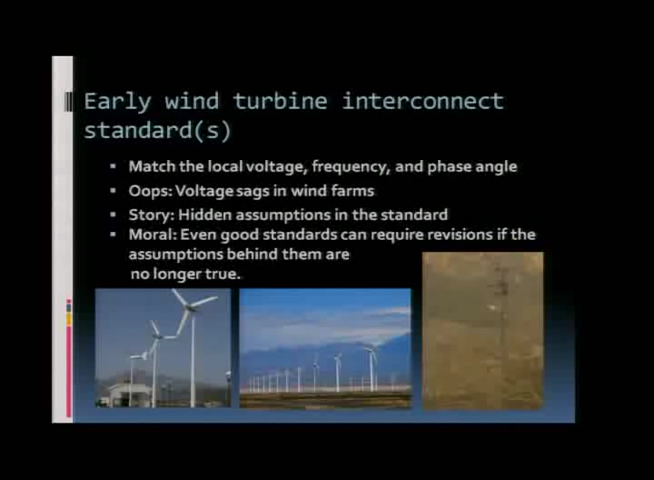 Early wind turbine interconnect
standard(s)
▪ Match the local voltage, frequency, and phase angle
▪ Oops: Voltage sags in wind farms
▪ Story: Hidden assumptions in the standard
▪ Moral: Even good standards can require revisions if the
assumptions behind them are
no longer true.